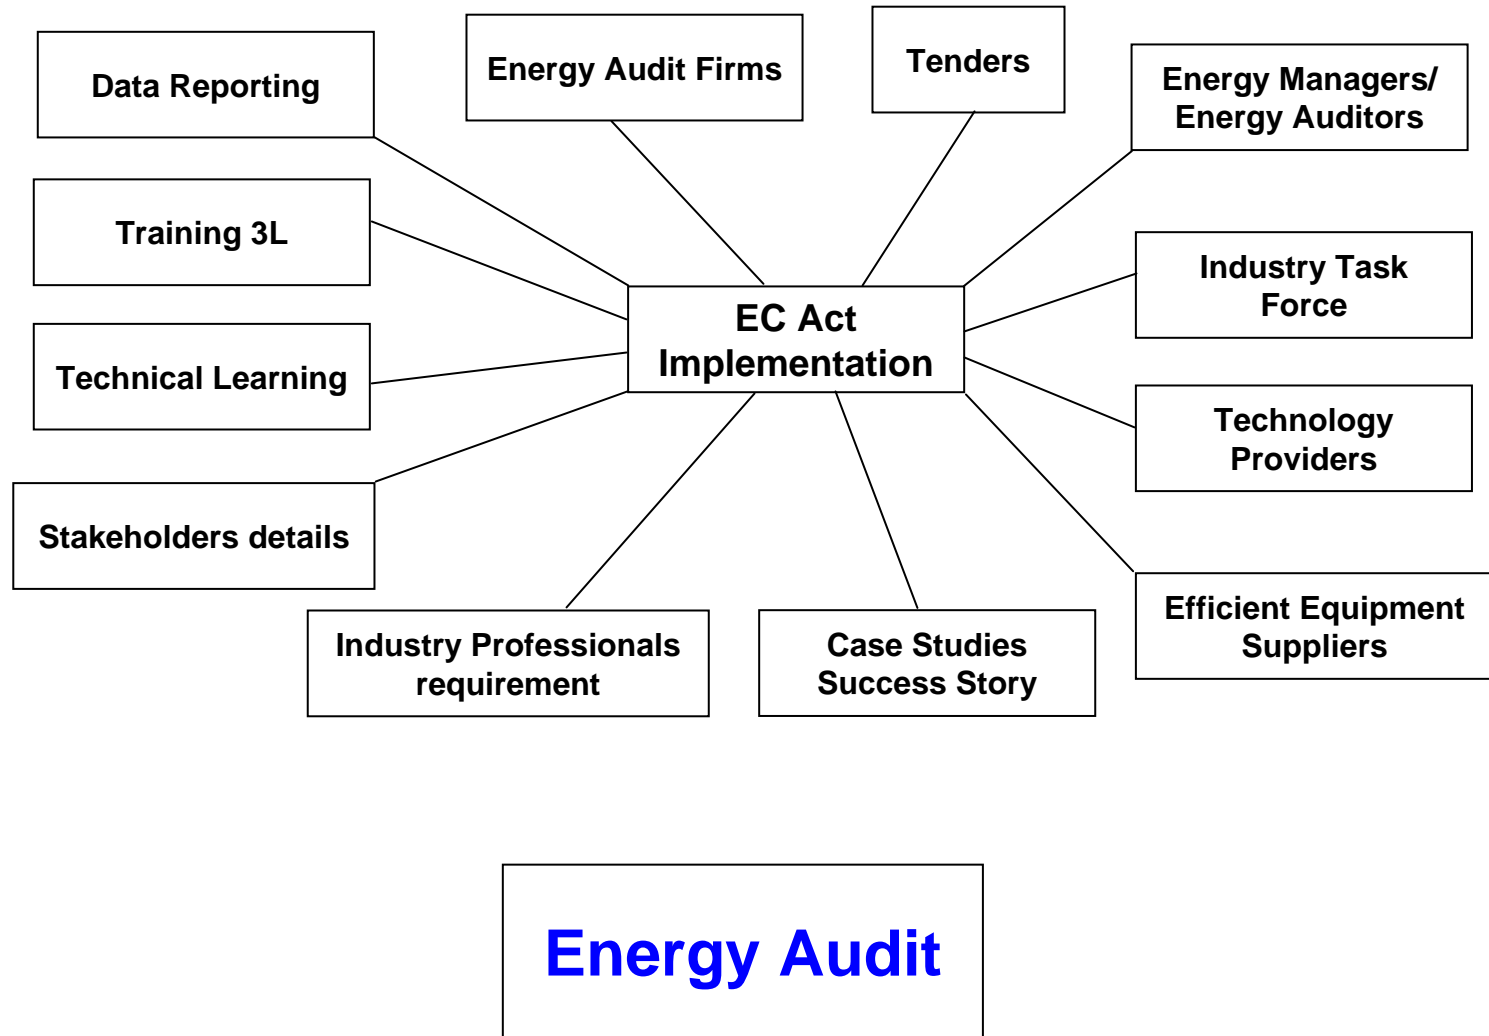 Data Reporting
Energy Audit Firms
Tenders
Energy Managers/
Energy Auditors
Training 3L
Industry Task
Force
EC Act
Implementation
Technical Learning
Technology
Providers
Stakeholders details
Efficient Equipment
Suppliers
Industry Professionals
requirement
Case Studies
Success Story
Energy Audit